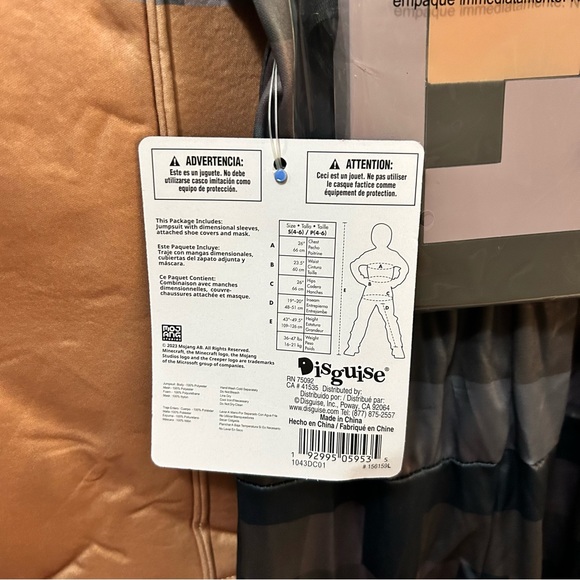 empaque inmediatamente.
⚠ ADVERTENCIA:
Este es un juguete. No debe
utilizarse casco imitación como
equipo de protección.
⚠ ATTENTION:
Ceci est un jouet. Ne pas utiliser
le casque factice comme
équipement de protection.
This Package Includes:
Jumpsuit with dimensional sleeves,
attached shoe covers and mask.
Este Paquete Incluye:
Traje con mangas dimensionales,
cubiertas del zapato adjunta y
máscara.
Ce Paquet Contient:
Combinaison avec manches
dimensionnelles, couvre-
chaussures attachée et masque.
Size • Talla • Taille
S(4-6) / P(4-6)
A 26" Chest
66 cm Pecho
Poitrine
B 23.5" Waist
60 cm Cintura
Taille
C 26" Hip
66 cm Cadera
Hanches
D 19"-20" Inseam
48-51 cm Entrepierna
Entrejambe
E 43"-49.5" Height
109-126 cm Estatura
Grandeur
36-47 lbs Weight
16-21 kg Peso
Poids
A
B
C
D
E
MOJANG
STUDIOS
© 2023 Mojang AB. All Rights Reserved.
Minecraft, the Minecraft logo, the Mojang
Studios logo and the Creeper logo are trademarks
of the Microsoft group of companies.
Disguise®
RN 75092
CA # 41535 Distributed by:
Distribuido por: / Distribué par:
©Disguise, Inc., Poway, CA 92064
www.disguise.com Tel: (877) 875-2557
Made in China
Hecho en China / Fabriqué en Chine
1 92995 05953 5
1043DC01
# 158159L